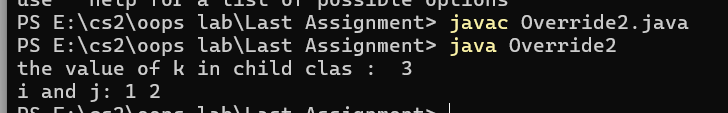 use --help for a list of possible options
PS E:\cs2\oops lab\Last Assignment> javac Override2.java
PS E:\cs2\oops lab\Last Assignment> java Override2
the value of k in child clas :  3
i and j: 1 2
PS E:\cs2\oops lab\Last Assignment>